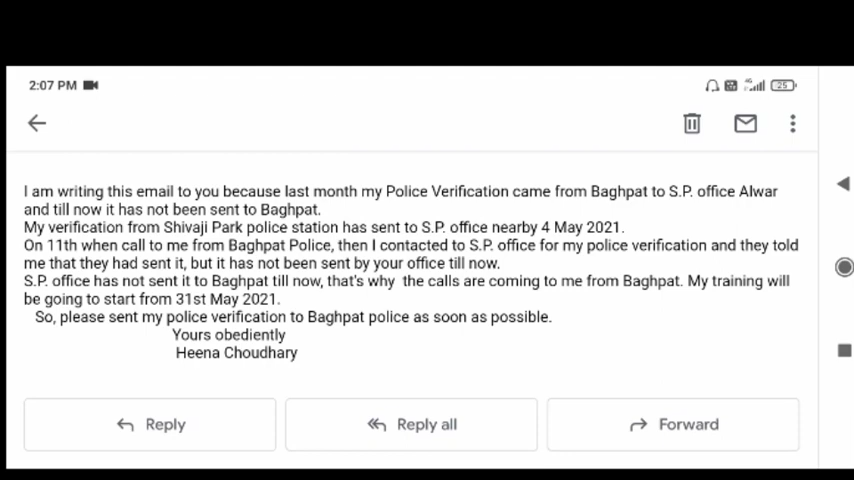 2:07 PM
4G
25
I am writing this email to you because last month my Police Verification came from Baghpat to S.P. office Alwar
and till now it has not been sent to Baghpat.
My verification from Shivaji Park police station has sent to S.P. office nearby 4 May 2021.
On 11th when call to me from Baghpat Police, then I contacted to S.P. office for my police verification and they told
me that they had sent it, but it has not been sent by your office till now.
S.P. office has not sent it to Baghpat till now, that's why the calls are coming to me from Baghpat. My training will
be going to start from 31st May 2021.
So, please sent my police verification to Baghpat police as soon as possible.
Yours obediently
Heena Choudhary
Reply
Reply all
Forward